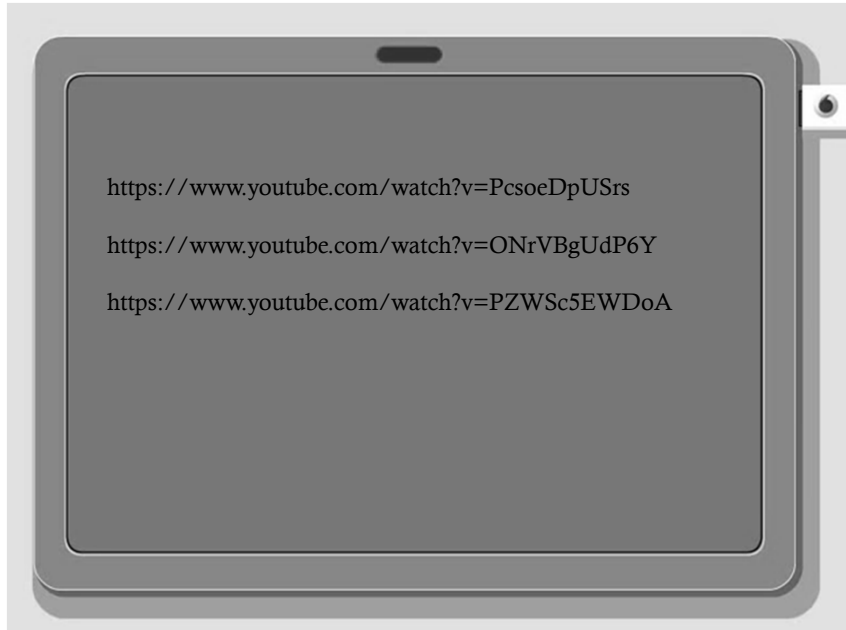 https://www.youtube.com/watch?v=PcsoeDpUSrs
https://www.youtube.com/watch?v=ONrVBgUdP6Y
https://www.youtube.com/watch?v=PZWSc5EWDoA